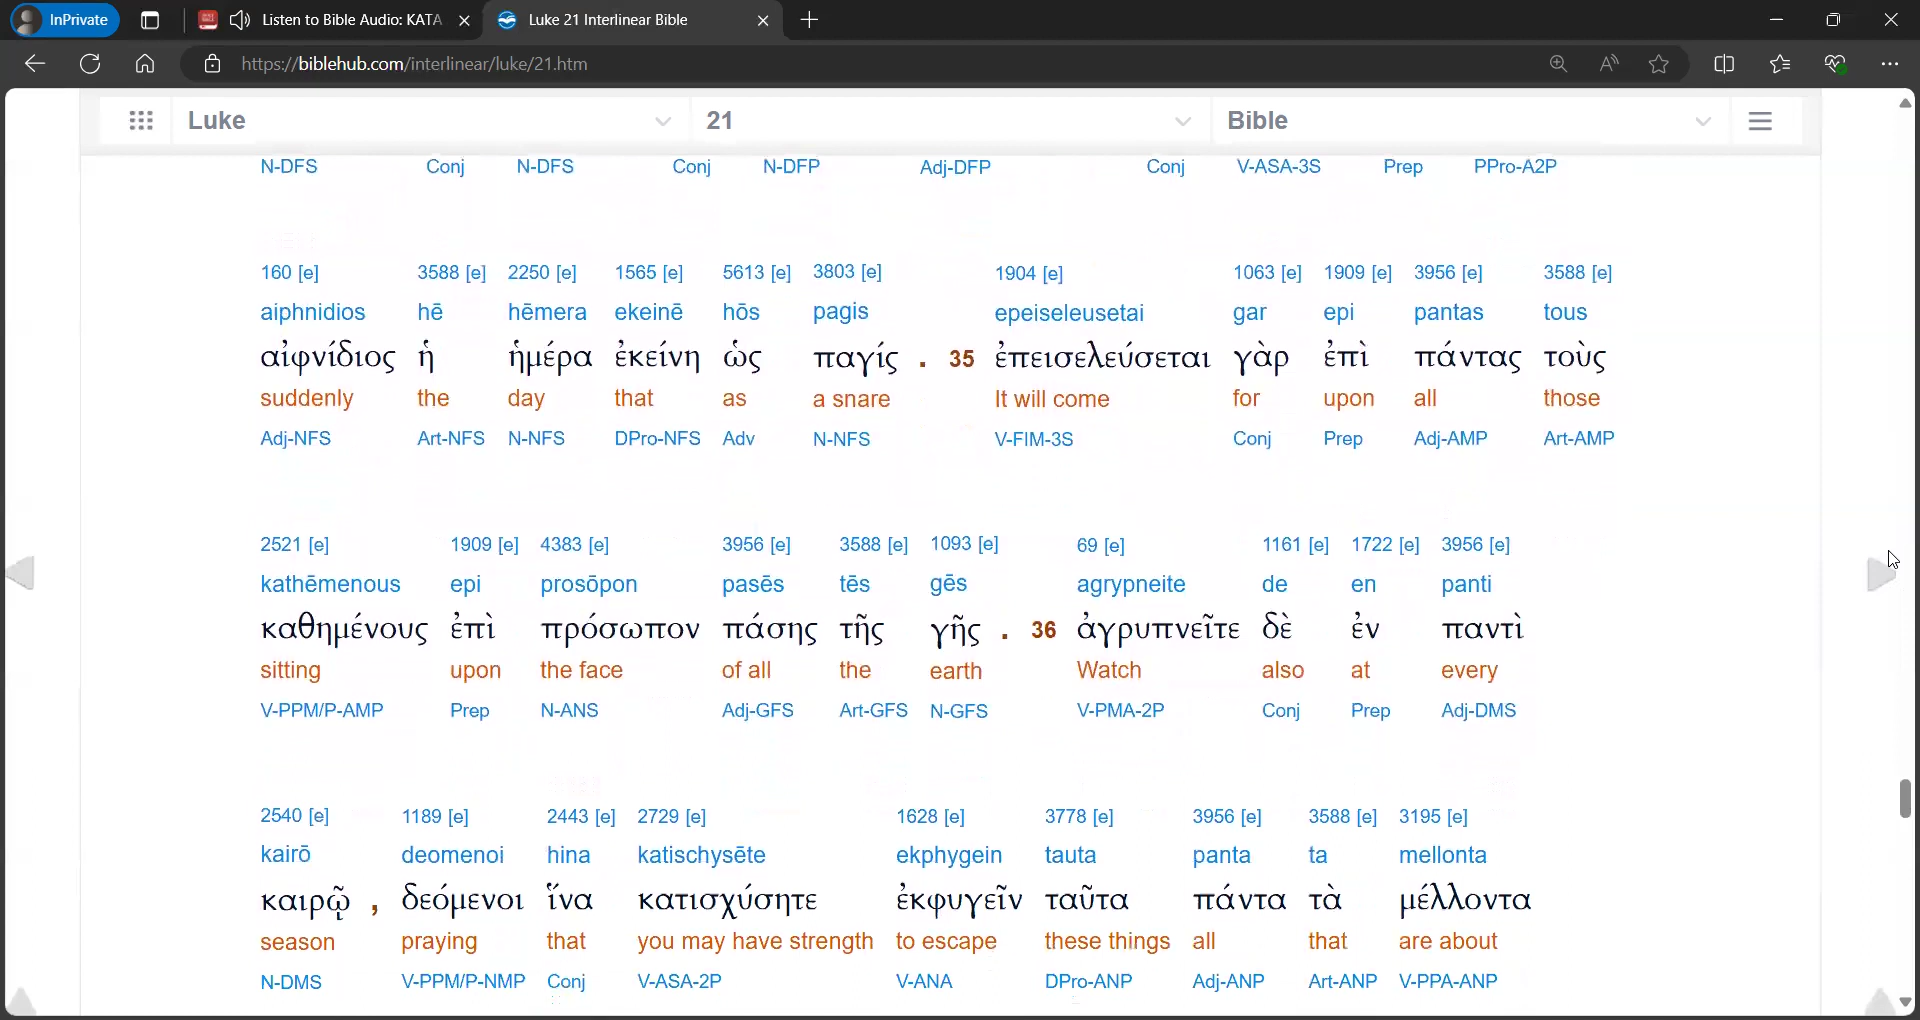 InPrivate Listen to Bible Audio: KATA Luke 21 Interlinear Bible
https://biblehub.com/interlinear/luke/21.htm
Luke 21 Bible
N-DFS Conj N-DFS Conj N-DFP Adj-DFP Conj V-ASA-3S Prep PPro-A2P
160 [e] 3588 [e] 2250 [e] 1565 [e] 5613 [e] 3803 [e] 1904 [e] 1063 [e] 1909 [e] 3956 [e] 3588 [e]
aiphnidios hē hēmera ekeinē hōs pagis epeiseleusetai gar epi pantas tous
αἰφνίδιος ἡ ἡμέρα ἐκείνη ὡς παγίς . 35 ἐπεισελεύσεται γὰρ ἐπὶ πάντας τοὺς
suddenly the day that as a snare It will come for upon all those
Adj-NFS Art-NFS N-NFS DPro-NFS Adv N-NFS V-FIM-3S Conj Prep Adj-AMP Art-AMP
2521 [e] 1909 [e] 4383 [e] 3956 [e] 3588 [e] 1093 [e] 69 [e] 1161 [e] 1722 [e] 3956 [e]
kathēmenous epi prosōpon pasēs tēs gēs agrypneite de en panti
καθημένους ἐπὶ πρόσωπον πάσης τῆς γῆς . 36 ἀγρυπνεῖτε δὲ ἐν παντὶ
sitting upon the face of all the earth Watch also at every
V-PPM/P-AMP Prep N-ANS Adj-GFS Art-GFS N-GFS V-PMA-2P Conj Prep Adj-DMS
2540 [e] 1189 [e] 2443 [e] 2729 [e] 1628 [e] 3778 [e] 3956 [e] 3588 [e] 3195 [e]
kairō deomenoi hina katischysēte ekphygein tauta panta ta mellonta
καιρῷ , δεόμενοι ἵνα κατισχύσητε ἐκφυγεῖν ταῦτα πάντα τὰ μέλλοντα
season praying that you may have strength to escape these things all that are about
N-DMS V-PPM/P-NMP Conj V-ASA-2P V-ANA DPro-ANP Adj-ANP Art-ANP V-PPA-ANP